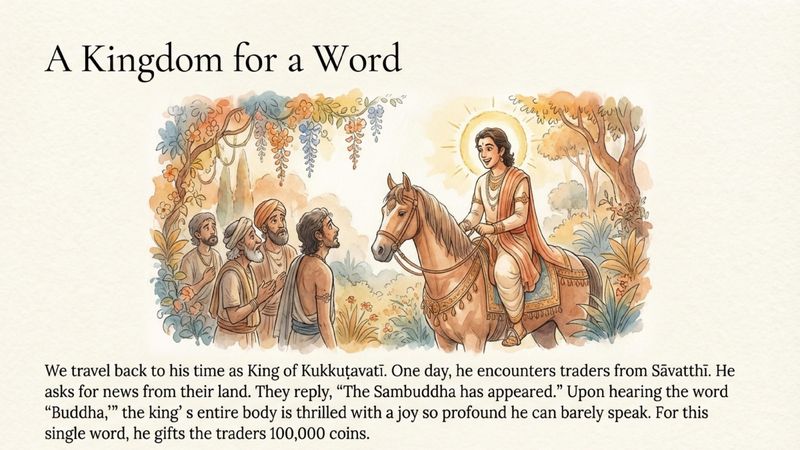 A Kingdom for a Word
We travel back to his time as King of Kukkuṭavatī. One day, he encounters traders from Sāvatthī. He
asks for news from their land. They reply, “The Sambuddha has appeared.” Upon hearing the word
“Buddha,’” the king’ s entire body is thrilled with a joy so profound he can barely speak. For this
single word, he gifts the traders 100,000 coins.